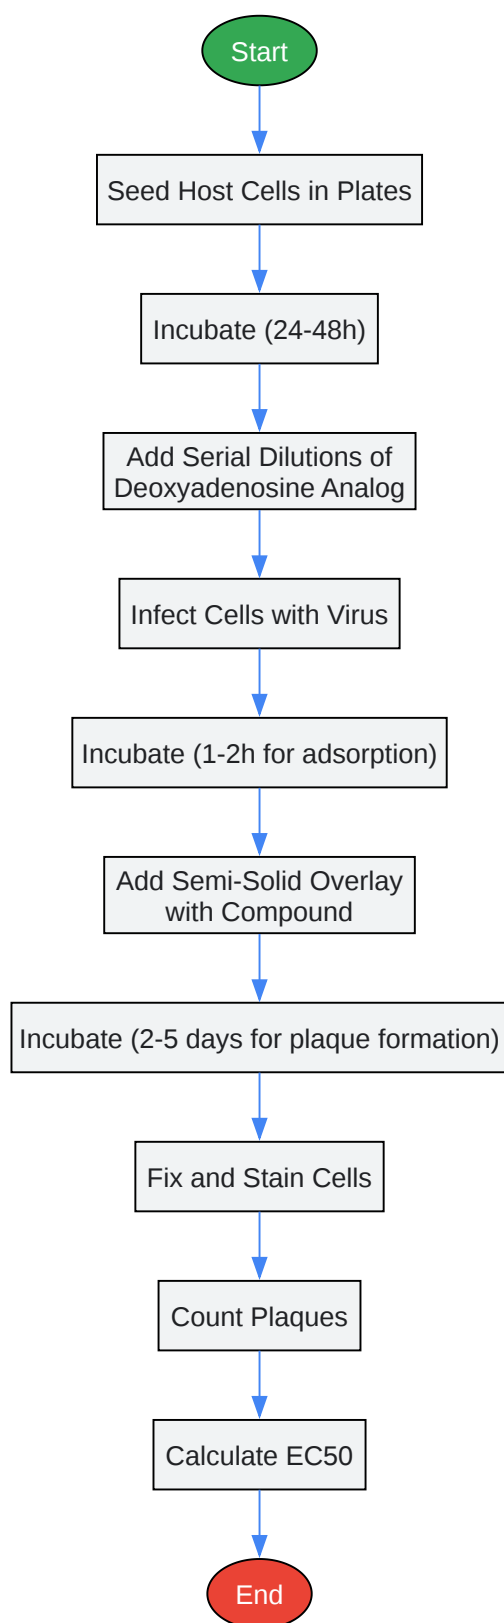 Start
Seed Host Cells in Plates
Incubate (24-48h)
Add Serial Dilutions of
Deoxyadenosine Analog
Infect Cells with Virus
Incubate (1-2h for adsorption)
Add Semi-Solid Overlay
with Compound
Incubate (2-5 days for plaque formation)
Fix and Stain Cells
Count Plaques
Calculate EC50
End